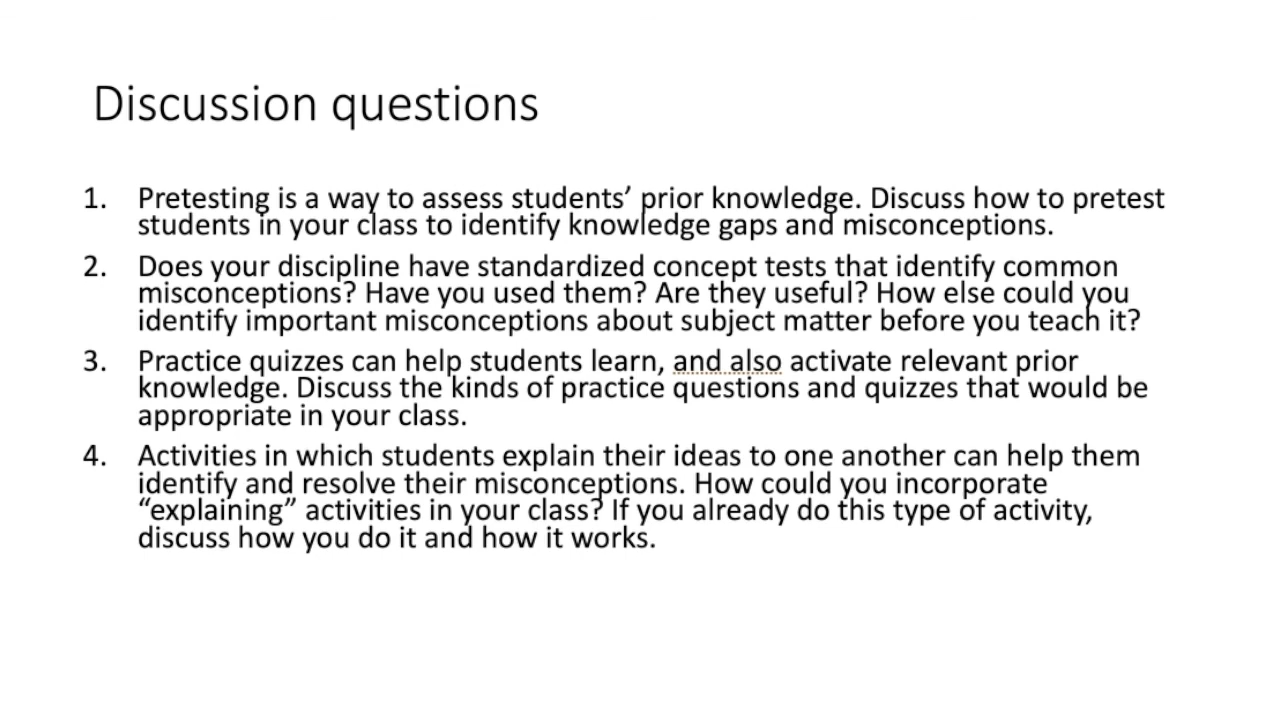 Discussion questions
1. Pretesting is a way to assess students’ prior knowledge. Discuss how to pretest
students in your class to identify knowledge gaps and misconceptions.
2. Does your discipline have standardized concept tests that identify common
misconceptions? Have you used them? Are they useful? How else could you
identify important misconceptions about subject matter before you teach it?
3. Practice quizzes can help students learn, and also activate relevant prior
knowledge. Discuss the kinds of practice questions and quizzes that would be
appropriate in your class.
4. Activities in which students explain their ideas to one another can help them
identify and resolve their misconceptions. How could you incorporate
“explaining” activities in your class? If you already do this type of activity,
discuss how you do it and how it works.